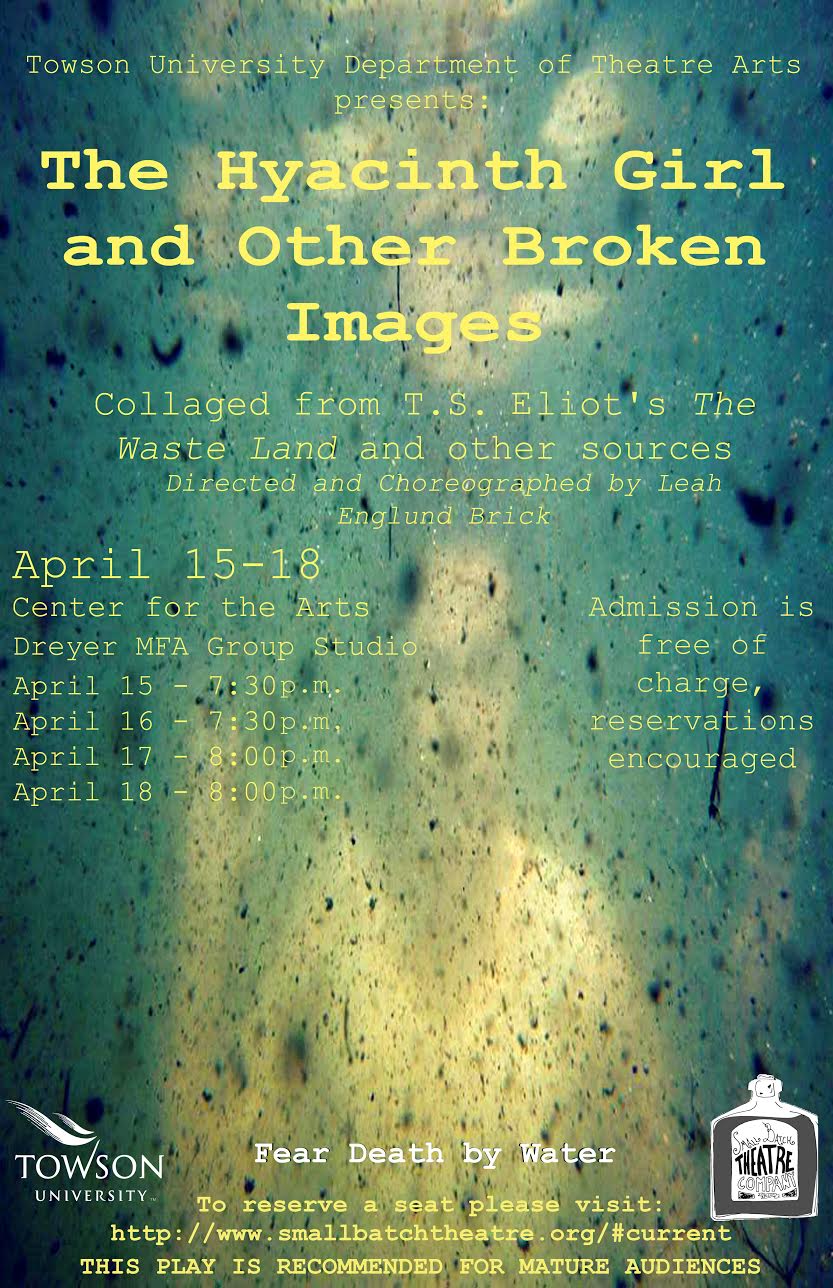 Towson University Department of Theatre Arts
presents:
The Hyacinth Girl
and Other Broken
Images
Collaged from T.S. Eliot's The
Waste Land and other sources
Directed and Choreographed by Leah
Englund Brick
April 15-18
Center for the Arts
Dreyer MFA Group Studio
April 15 - 7:30p.m.
April 16 - 7:30p.m.
April 17 - 8:00p.m.
April 18 - 8:00p.m.
Admission is
free of
charge,
reservations
encouraged
Fear Death by Water
TOWSON
UNIVERSITY™
Small Batch
THEATRE
COMPANY
To reserve a seat please visit:
http://www.smallbatchtheatre.org/#current
THIS PLAY IS RECOMMENDED FOR MATURE AUDIENCES